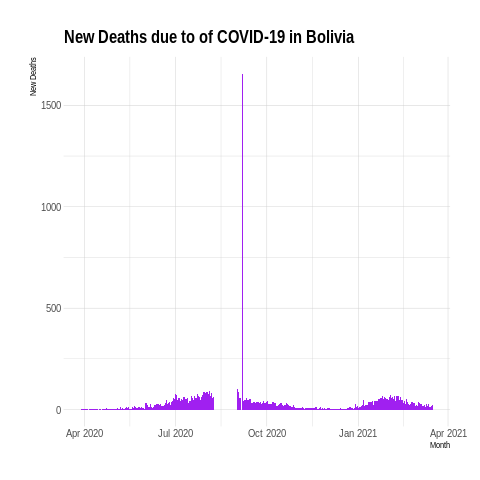 New Deaths due to of COVID-19 in Bolivia
New Deaths
1500
1000
500
0
Apr 2020
Jul 2020
Oct 2020
Jan 2021
Apr 2021
Month